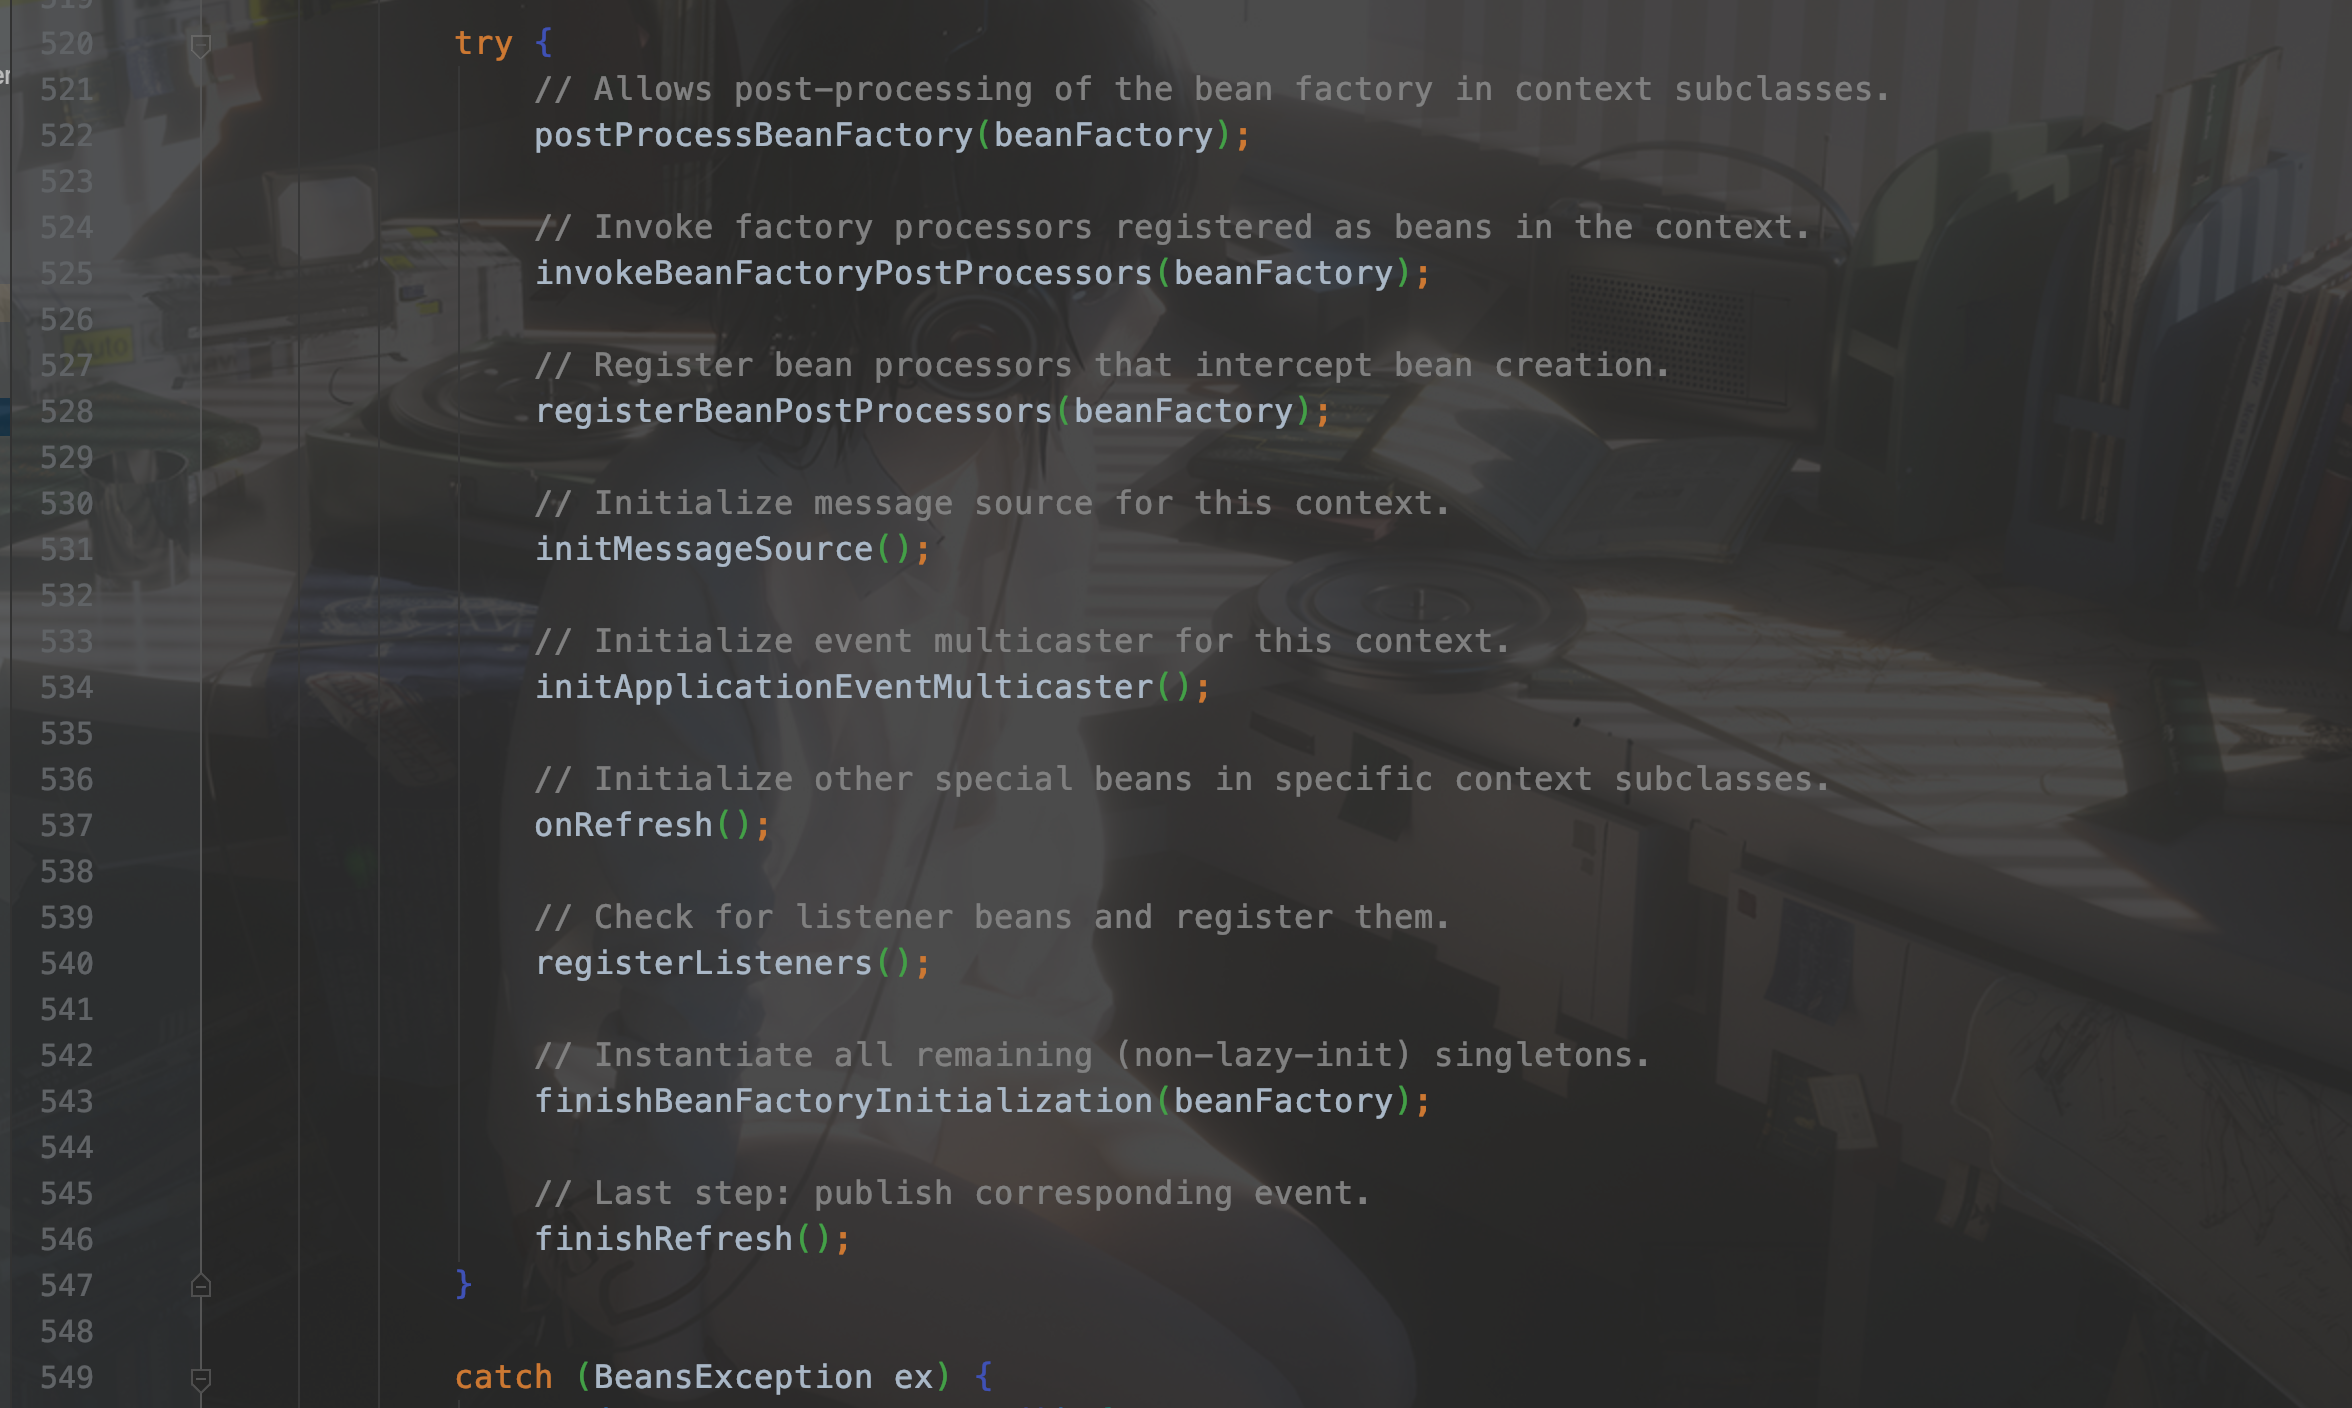 520 try {
521 // Allows post-processing of the bean factory in context subclasses.
522 postProcessBeanFactory(beanFactory);
523
524 // Invoke factory processors registered as beans in the context.
525 invokeBeanFactoryPostProcessors(beanFactory);
526
527 // Register bean processors that intercept bean creation.
528 registerBeanPostProcessors(beanFactory);
529
530 // Initialize message source for this context.
531 initMessageSource();
532
533 // Initialize event multicaster for this context.
534 initApplicationEventMulticaster();
535
536 // Initialize other special beans in specific context subclasses.
537 onRefresh();
538
539 // Check for listener beans and register them.
540 registerListeners();
541
542 // Instantiate all remaining (non-lazy-init) singletons.
543 finishBeanFactoryInitialization(beanFactory);
544
545 // Last step: publish corresponding event.
546 finishRefresh();
547 }
548
549 catch (BeansException ex) {